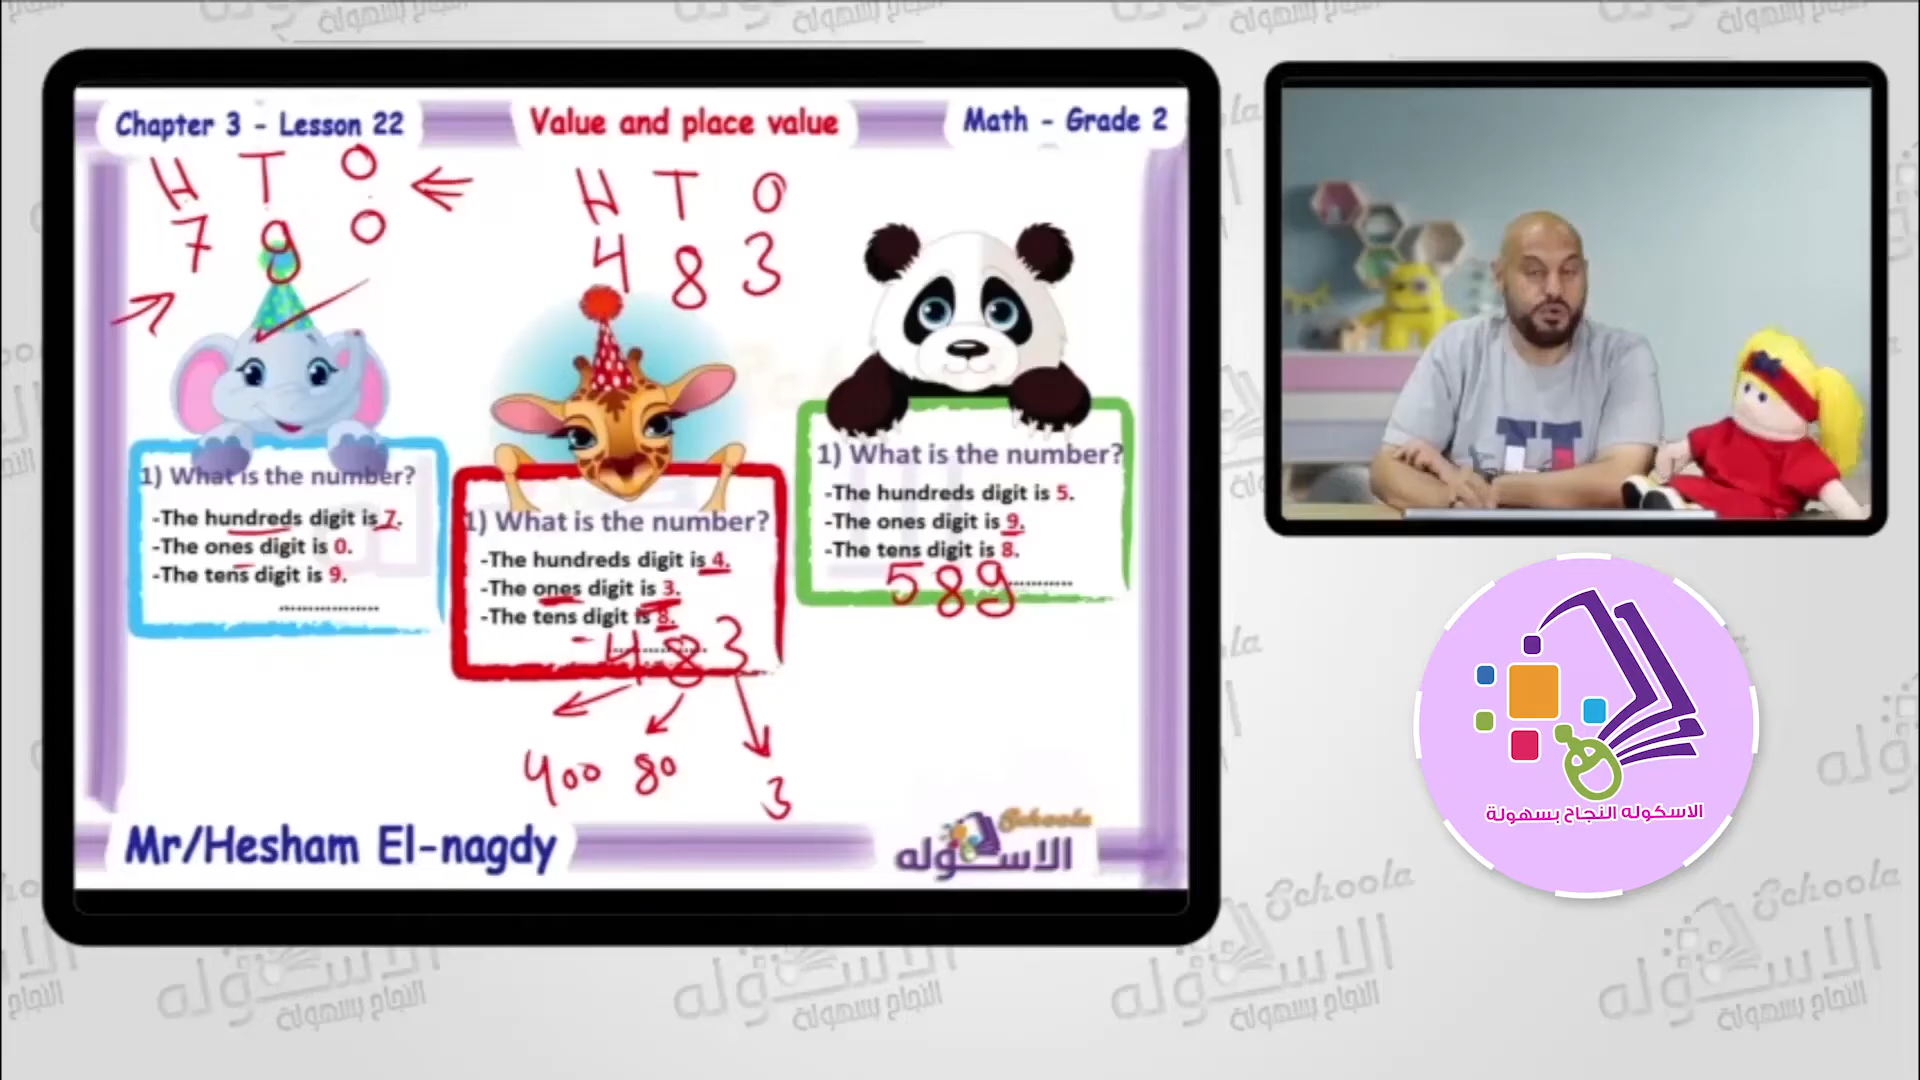 Chapter 3 - Lesson 22
Value and place value
Math - Grade 2
H T O
7 9 0
H T O
4 8 3
1) What is the number?
-The hundreds digit is 7.
-The ones digit is 0.
-The tens digit is 9.
..................
1) What is the number?
-The hundreds digit is 4.
-The ones digit is 3.
-The tens digit is 8.
483
400 80 3
1) What is the number?
-The hundreds digit is 5.
-The ones digit is 9.
-The tens digit is 8.
589
Mr/Hesham El-nagdy
Schoola
الاسكوله
الاسكوله النجاح بسهولة
Schoola
الاسكوله
النجاح بسهولة